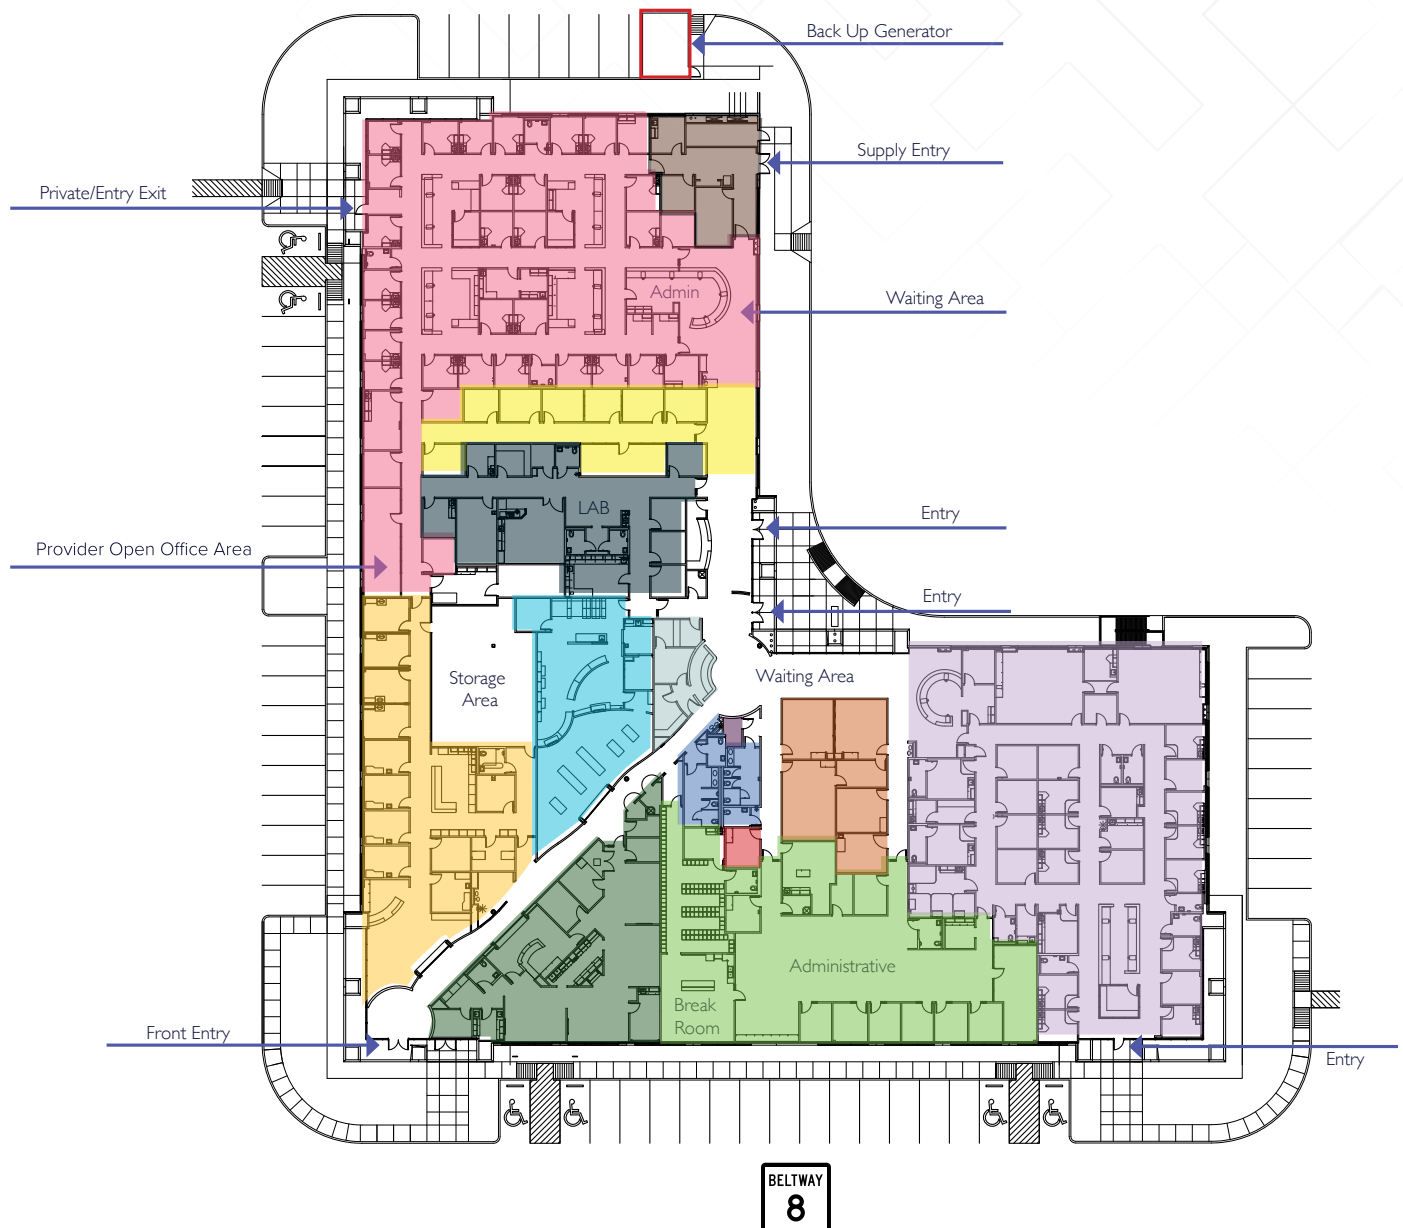 Back Up Generator
Supply Entry
Private/Entry Exit
Admin
Waiting Area
LAB
Entry
Provider Open Office Area
Entry
Waiting Area
Storage
Area
Administrative
Break
Room
Front Entry
Entry
BELTWAY
8